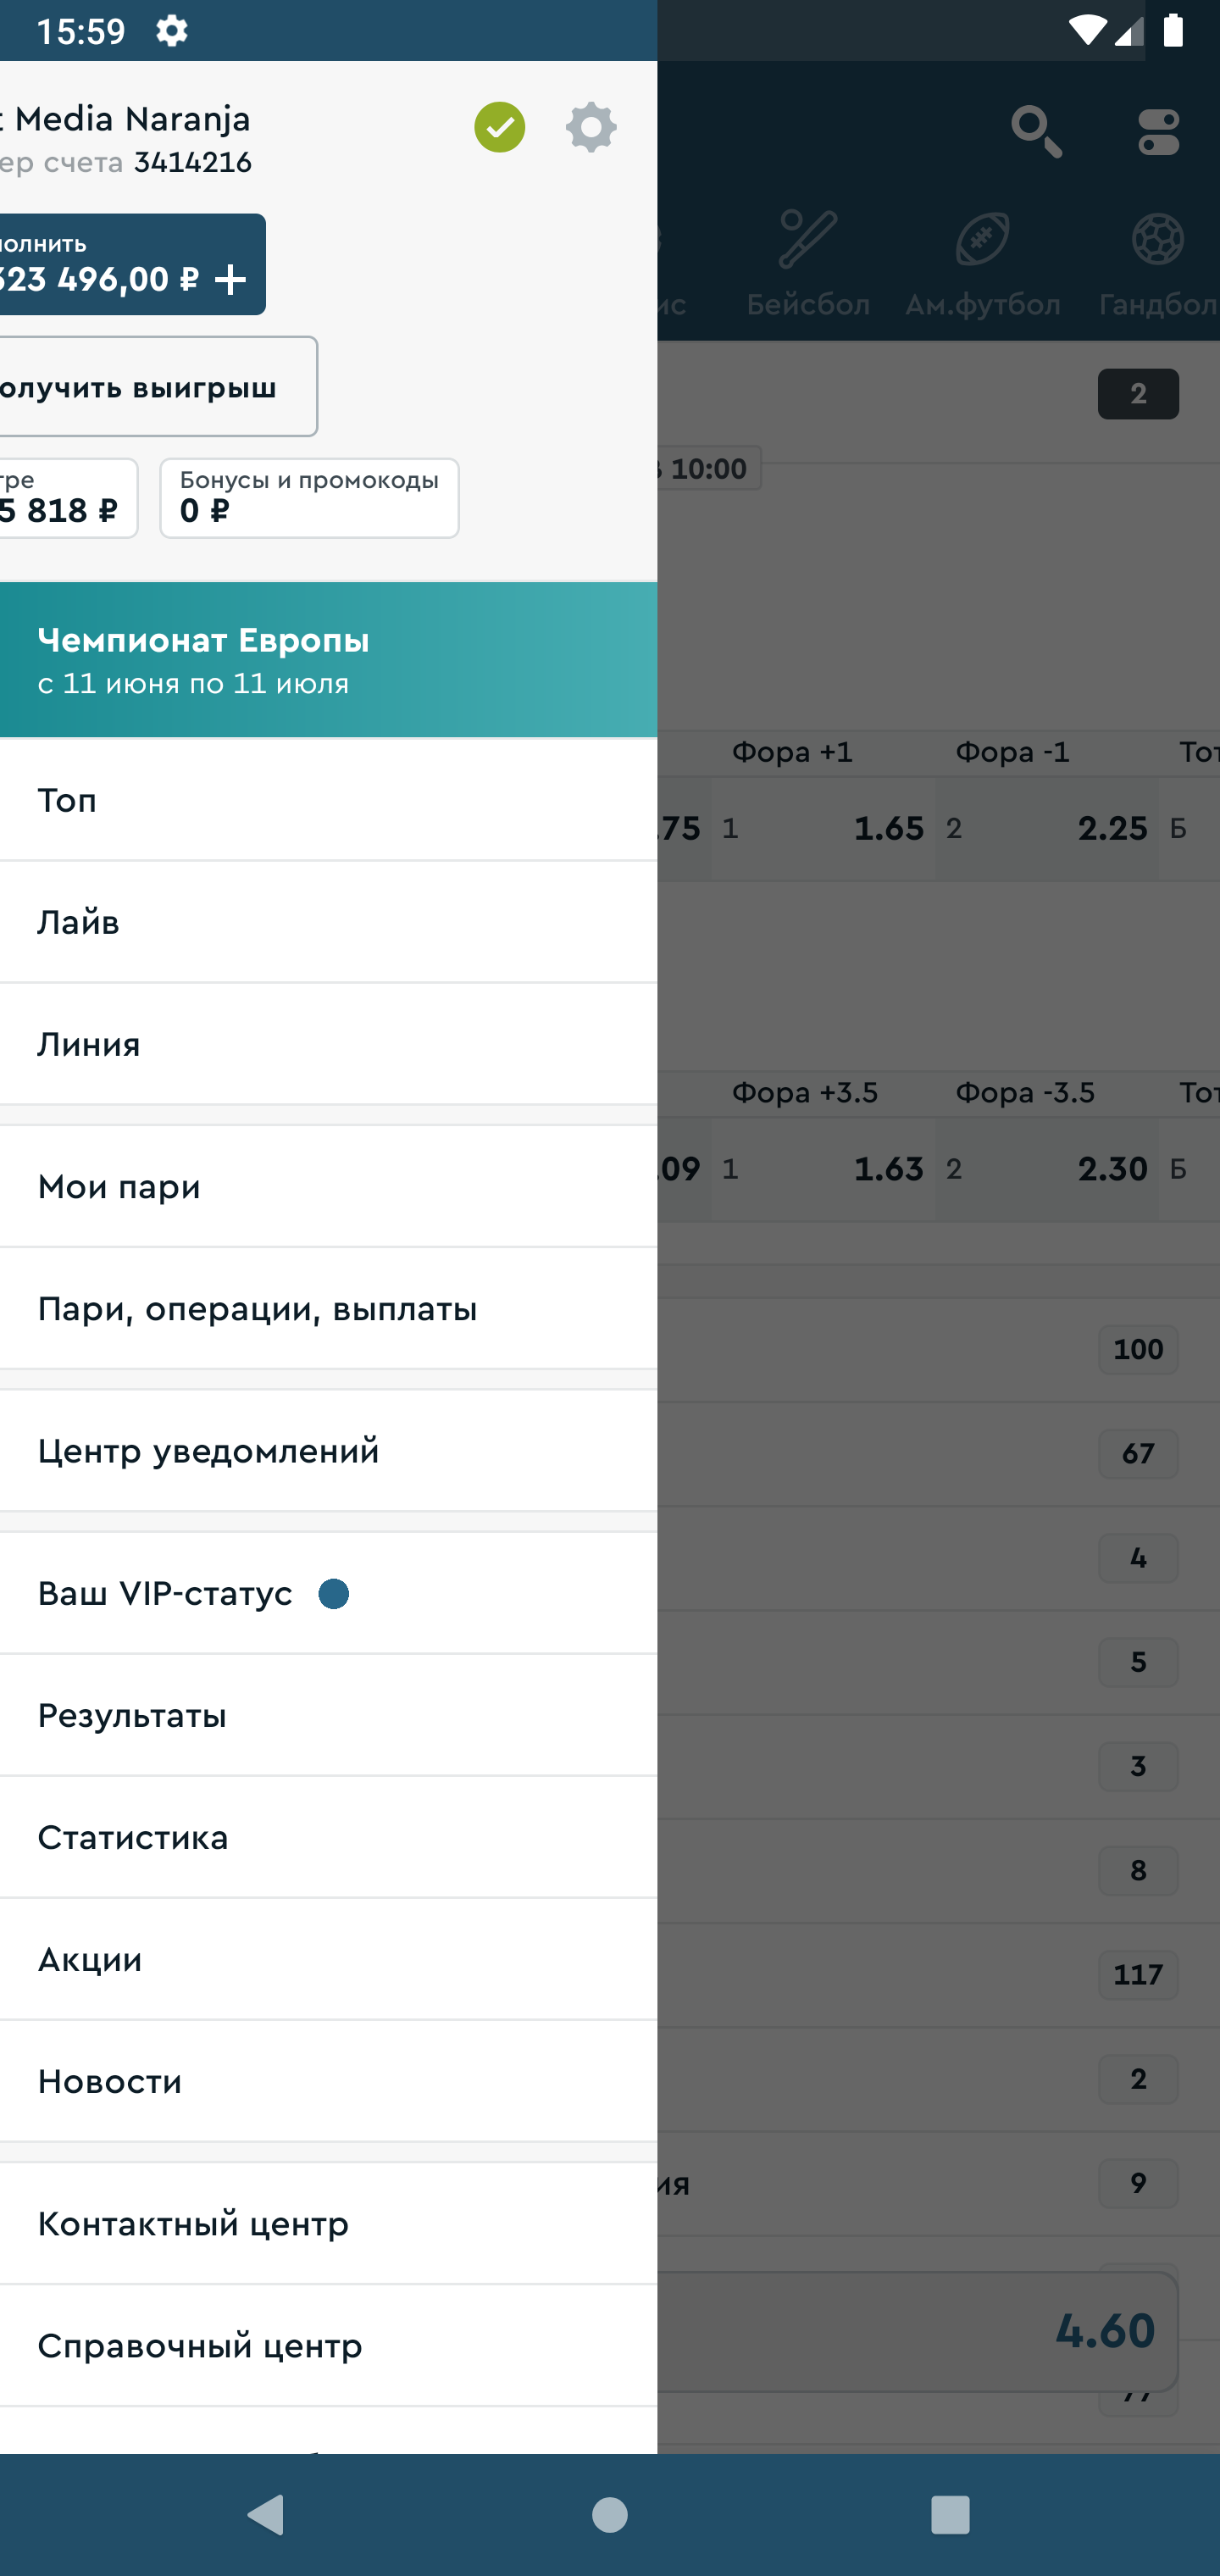 15:59
Media Naranja
ер счета 3414216
олнить
323 496,00 ₽ +
олучить выигрыш
гре
5 818 ₽
Бонусы и промокоды
0 ₽
Чемпионат Европы
с 11 июня по 11 июля
Топ
Лайв
Линия
Мои пари
Пари, операции, выплаты
Центр уведомлений
Ваш VIP-статус
Результаты
Статистика
Акции
Новости
Контактный центр
Справочный центр
ис
Бейсбол
Ам.футбол
Гандбол
2
в 10:00
Фора +1
Фора -1
Тот
.75
1
1.65
2
2.25
Б
Фора +3.5
Фора -3.5
Тот
.09
1
1.63
2
2.30
Б
100
67
4
5
3
8
117
2
ия
9
4.60